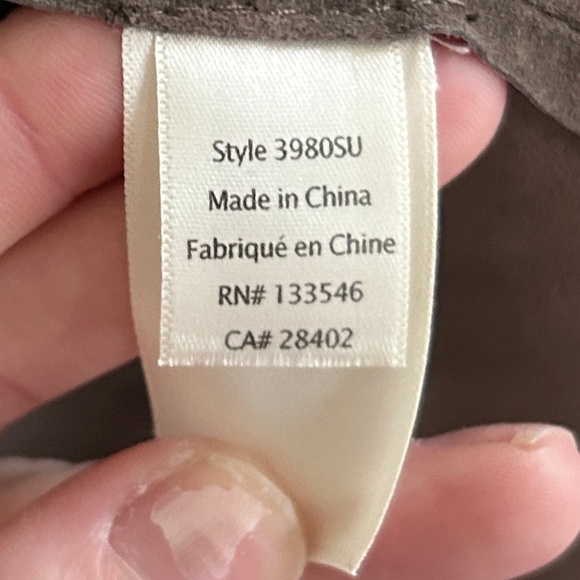 Style 3980SU
Made in China
Fabriqué en Chine
RN# 133546
CA# 28402